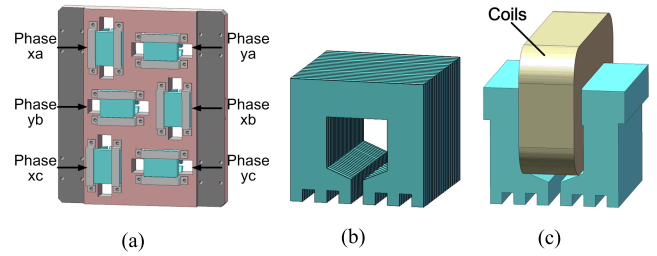 Coils
Phase
xa
Phase
ya
Phase
yb
Phase
xb
Phase
xc
Phase
yc
(a)
(b)
(c)